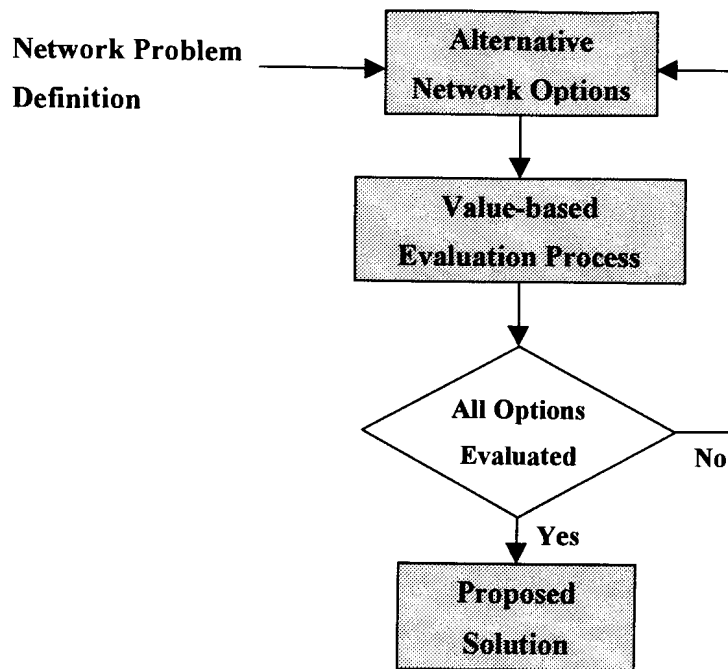 Network Problem
Definition
Alternative
Network Options
Value-based
Evaluation Process
All Options
Evaluated
No
Yes
Proposed
Solution